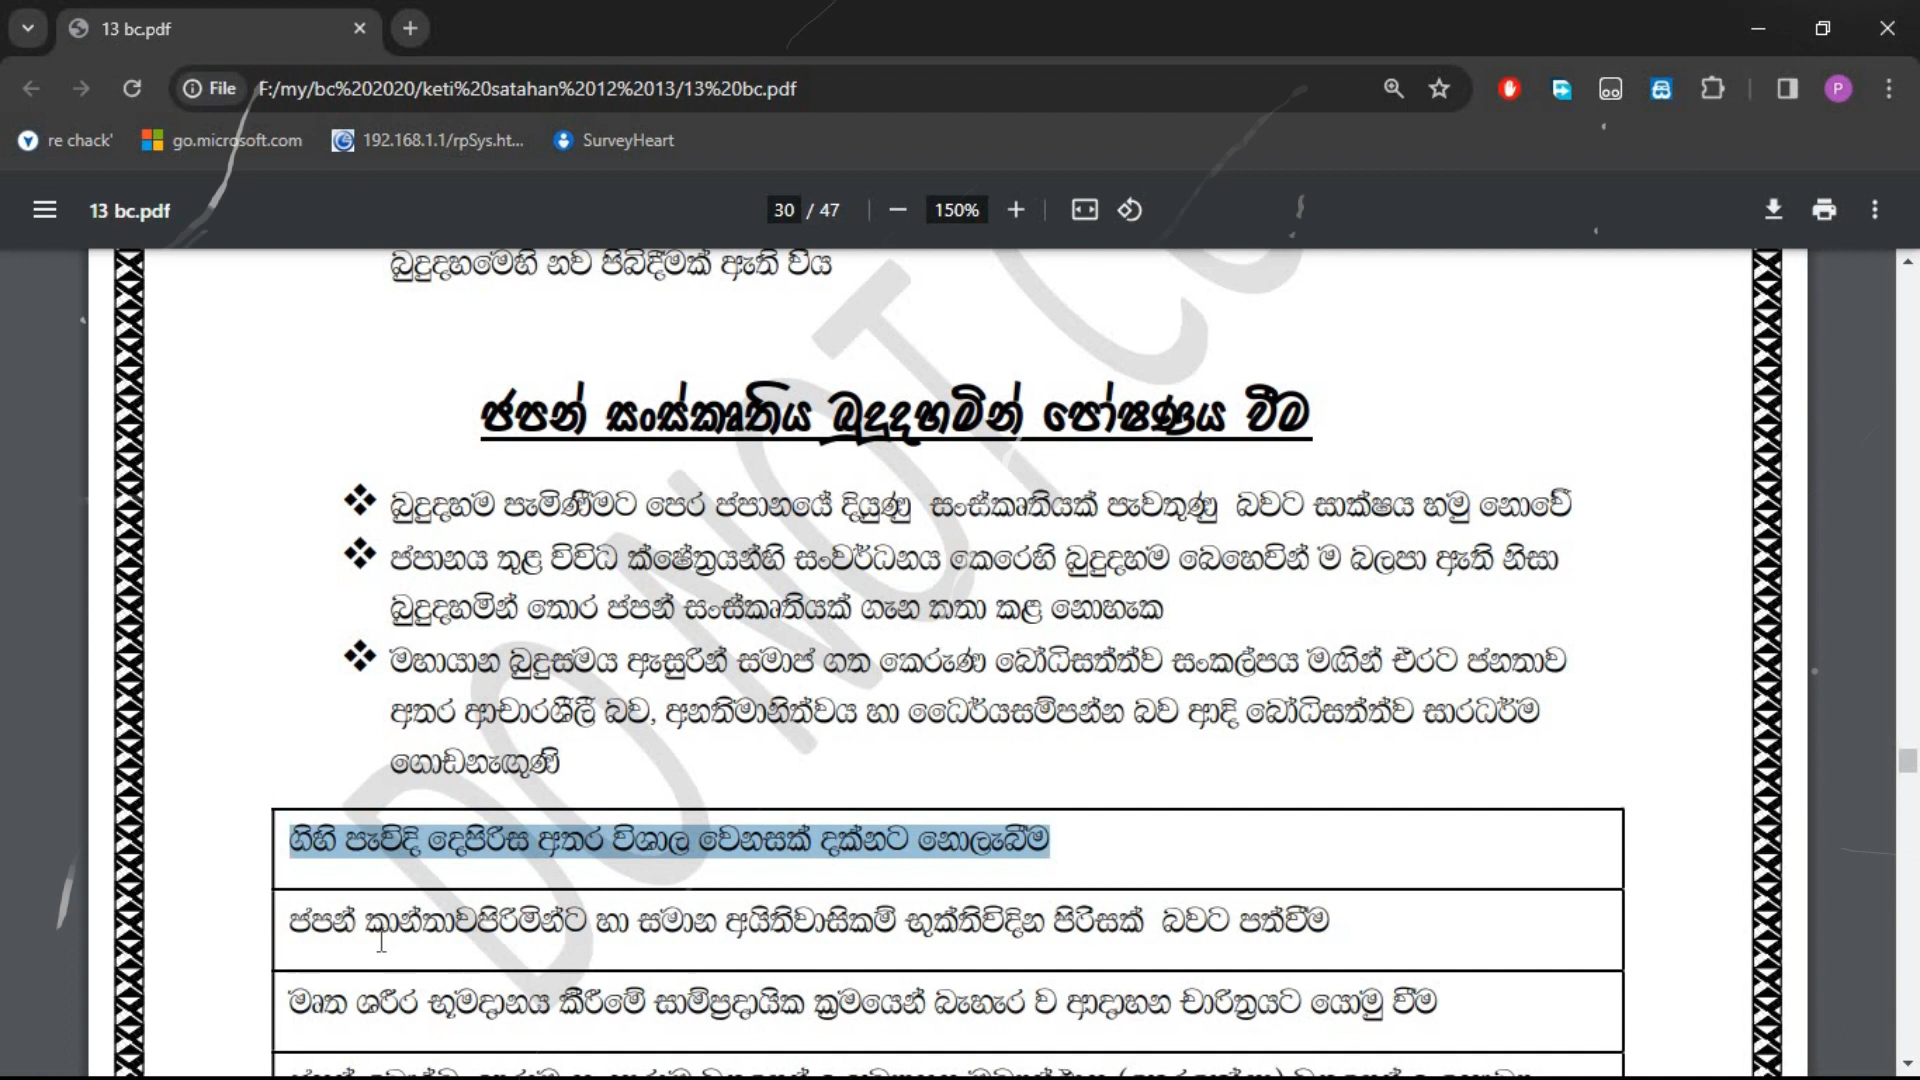 13 bc.pdf
File F:/my/bc%202020/keti%20satahan%2012%2013/13%20bc.pdf
P
re chack' go.microsoft.com 192.168.1.1/rpSys.ht... SurveyHeart
13 bc.pdf 30 / 47 150%
බුදුදහමෙහි නව පිබිදීමක් ඇති විය
ජපන් සංස්කෘතිය බුදුදහමින් පෝෂණය වීම
බුදුදහම පැමිණීමට පෙර ජපානයේ දියුණු සංස්කෘතියක් පැවතුණු බවට සාක්ෂ්‍ය හමු නොවේ
ජපානය තුළ විවිධ ක්ෂේත්‍රයන්හි සංවර්ධනය කෙරෙහි බුදුදහම බෙහෙවින් ම බලපා ඇති නිසා
බුදුදහමින් තොර ජපන් සංස්කෘතියක් ගැන කතා කළ නොහැක
මහායාන බුදුසමය ඇසුරින් සමාජ ගත කෙරුණ බෝධිසත්ත්ව සංකල්පය මඟින් එරට ජනතාව
අතර ආචාරශීලී බව, අනතිමානීත්වය හා ධෛර්යසම්පන්න බව ආදි බෝධිසත්ත්ව සාරධර්ම
ගොඩනැඟුණි
ගිහි පැවිදි දෙපිරිස අතර විශාල වෙනසක් දක්නට නොලැබීම
ජපන් කාන්තාවපිරිමින්ට හා සමාන අයිතිවාසිකම් භුක්තිවිදින පිරිසක් බවට පත්වීම
මෘත ශරීර භූමදානය කිරීමේ සාම්ප්‍රදායික ක්‍රමයෙන් බැහැර ව ආදාහන චාරිත්‍රයට යොමු වීම
DO NOT